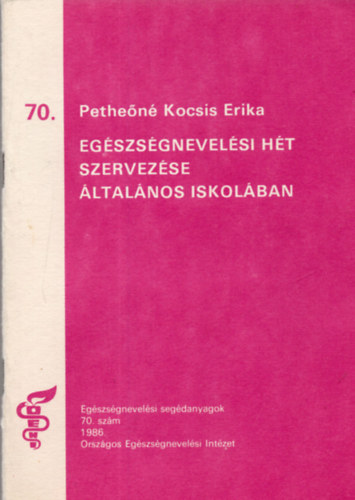 70.
Petheőné Kocsis Erika
EGÉSZSÉGNEVELÉSI HÉT
SZERVEZÉSE
ÁLTALÁNOS ISKOLÁBAN
Egészségnevelési segédanyagok
70. szám
1986.
Országos Egészségnevelési Intézet